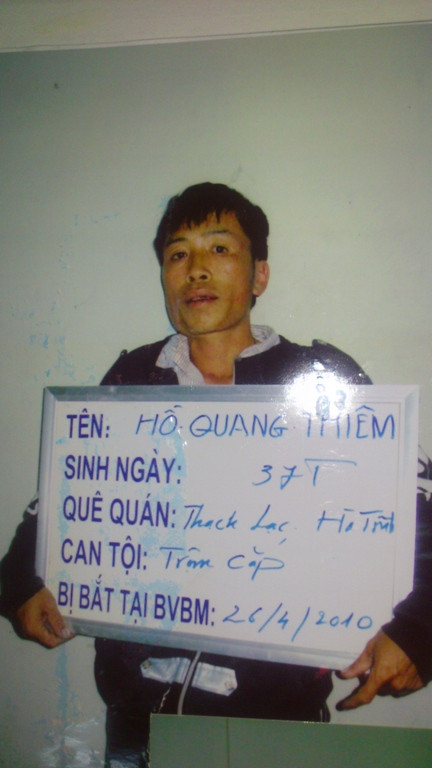 TÊN: HỒ QUANG THIÊM
SINH NGÀY: 37T
QUÊ QUÁN: Thạch Lạc, Hà Tĩnh
CAN TỘI: Trộm cắp
BỊ BẮT TẠI BVBM: 26/4/2010